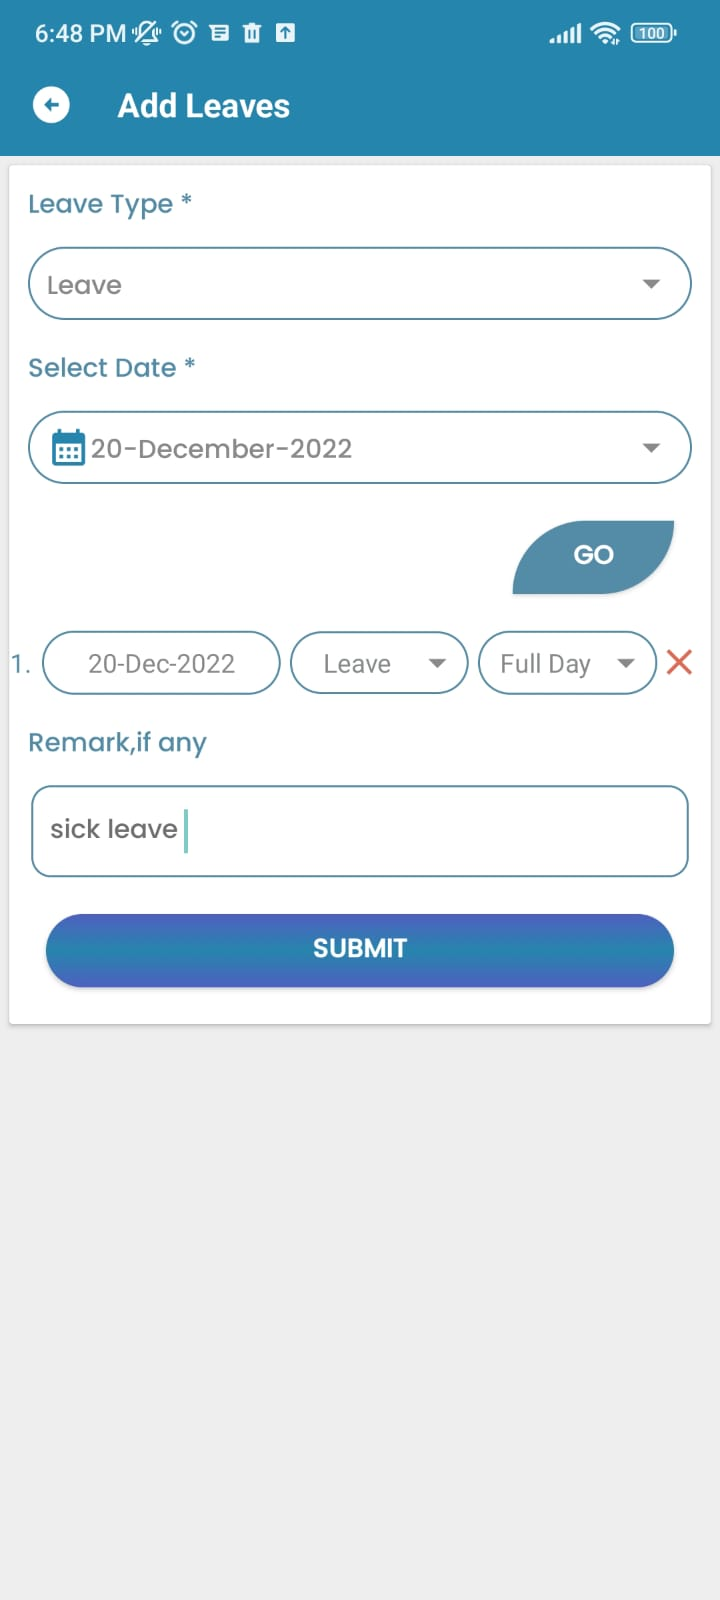 6:48 PM 100
Add Leaves
Leave Type *
Leave
Select Date *
20-December-2022
GO
1. 20-Dec-2022 Leave Full Day
Remark,if any
sick leave
SUBMIT